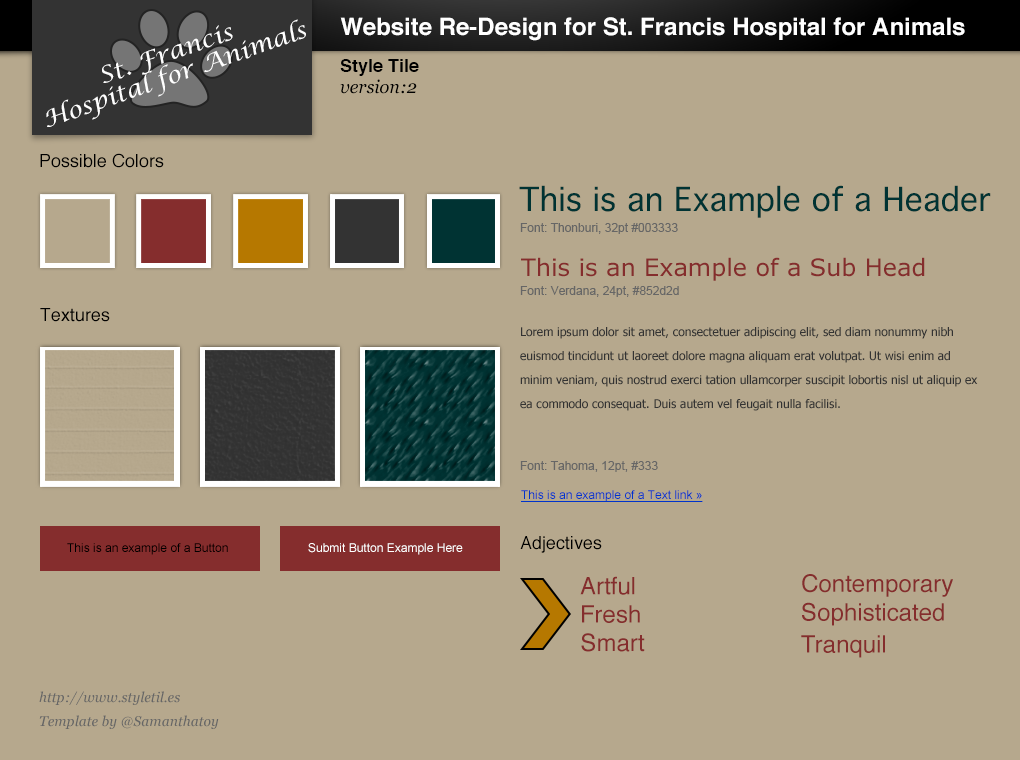 St. Francis
Hospital for Animals
Website Re-Design for St. Francis Hospital for Animals
Style Tile
version:2
Possible Colors
Textures
This is an example of a Button
Submit Button Example Here
This is an Example of a Header
Font: Thonburi, 32pt #003333
This is an Example of a Sub Head
Font: Verdana, 24pt, #852d2d
Lorem ipsum dolor sit amet, consectetuer adipiscing elit, sed diam nonummy nibh
euismod tincidunt ut laoreet dolore magna aliquam erat volutpat. Ut wisi enim ad
minim veniam, quis nostrud exerci tation ullamcorper suscipit lobortis nisl ut aliquip ex
ea commodo consequat. Duis autem vel feugait nulla facilisi.
Font: Tahoma, 12pt, #333
This is an example of a Text link »
Adjectives
Artful
Fresh
Smart
Contemporary
Sophisticated
Tranquil
http://www.styletil.es
Template by @Samanthatoy